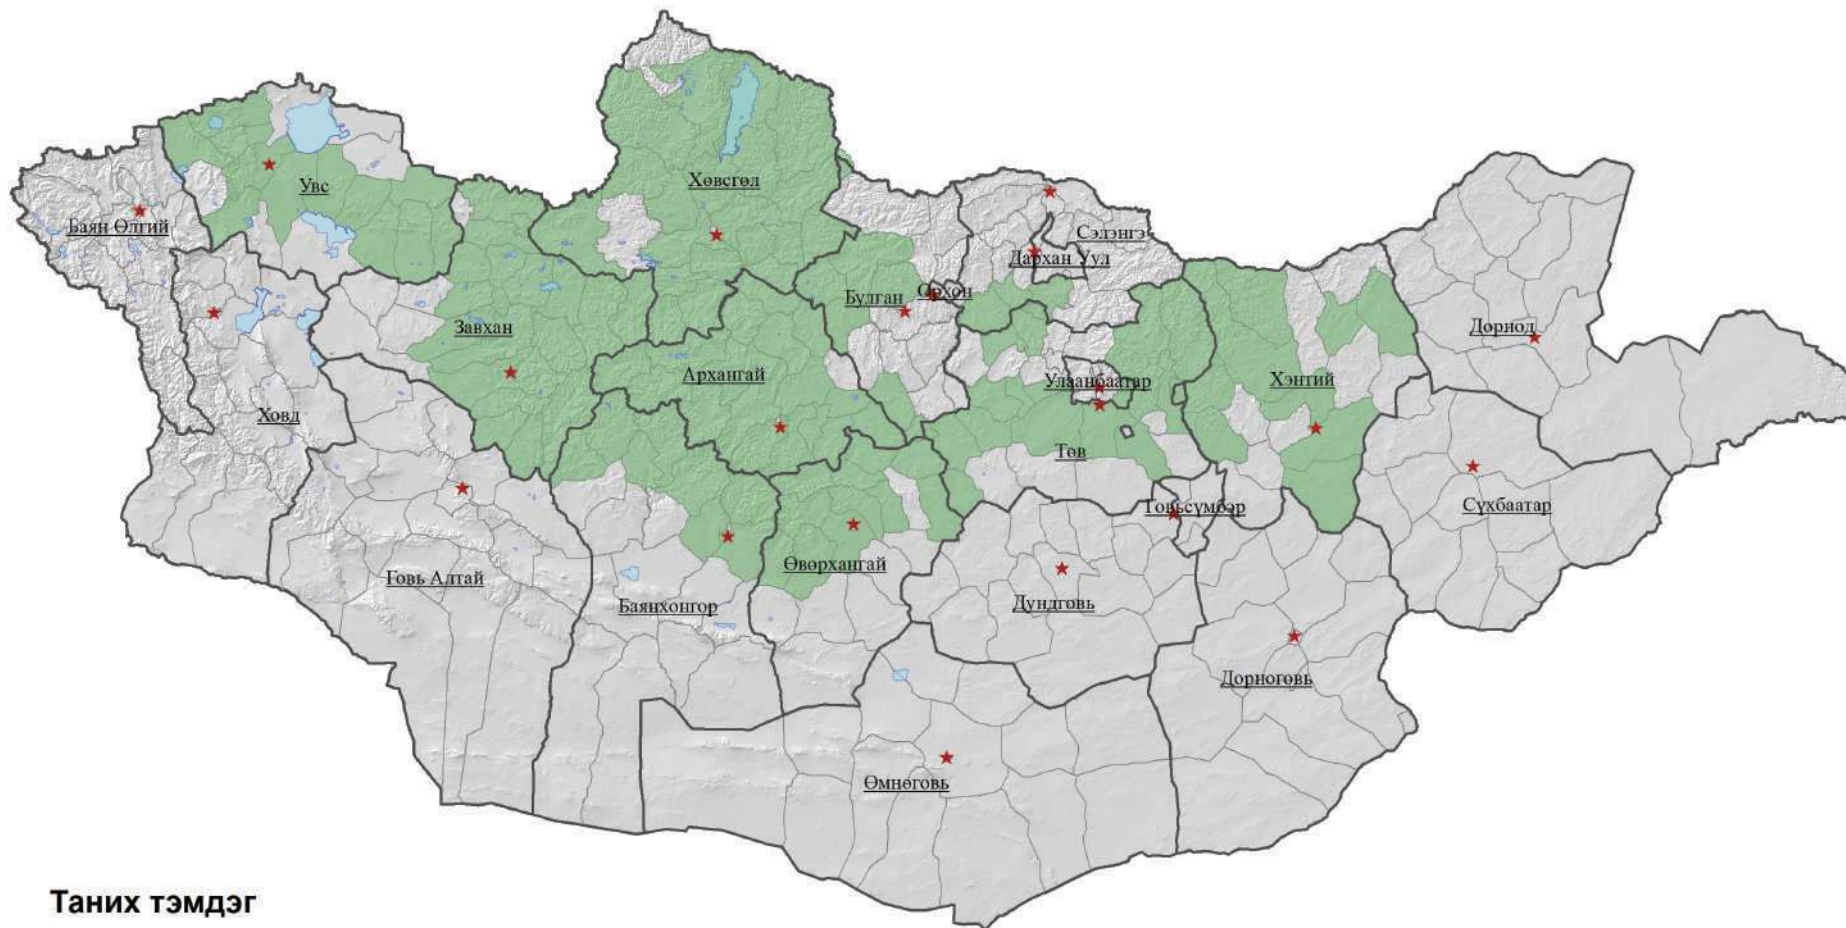 Хөвсгөл
Увс
Баян Өлгий
Сэлэнгэ
Дархан Уул
Орхон
Булган
Завхан
Дориод
Архангай
Улаанбаатар
Хэнтий
Ховд
Төв
Говьсүмбэр
Сүхбаатар
Өвөрхангай
Говь Алтай
Баянхонгор
Дундговь
Дорноговь
Өмнөговь
Таних тэмдэг